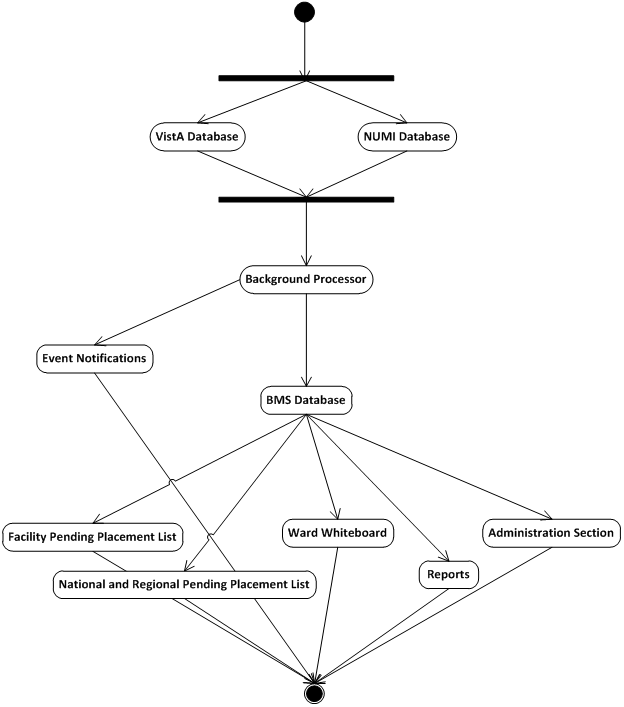 VistA Database
NUMI Database
Background Processor
Event Notifications
BMS Database
Facility Pending Placement List
Ward Whiteboard
Administration Section
National and Regional Pending Placement List
Reports